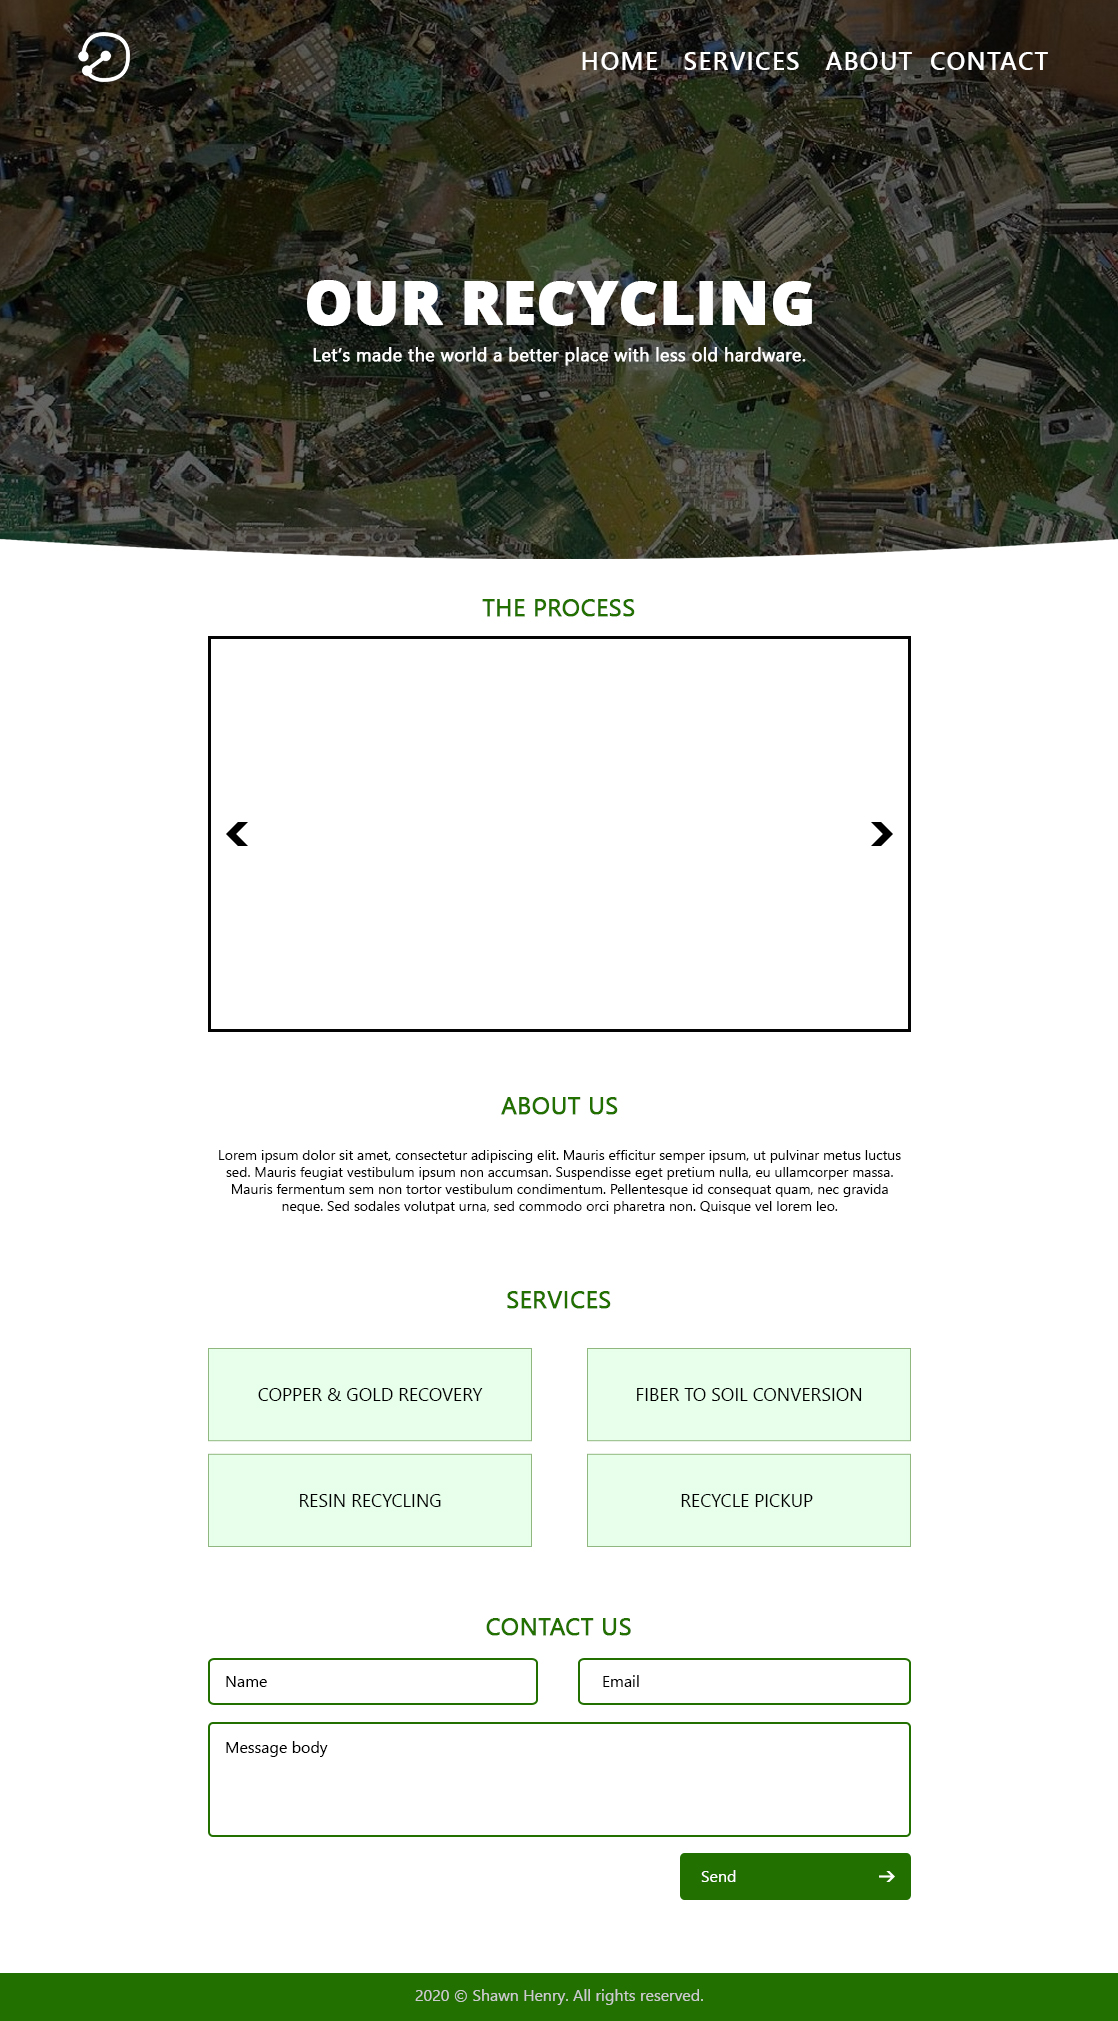 HOME SERVICES ABOUT CONTACT
OUR RECYCLING
Let's made the world a better place with less old hardware.
THE PROCESS
ABOUT US
Lorem ipsum dolor sit amet, consectetur adipiscing elit. Mauris efficitur semper ipsum, ut pulvinar metus luctus
sed. Mauris feugiat vestibulum ipsum non accumsan. Suspendisse eget pretium nulla, eu ullamcorper massa.
Mauris fermentum sem non tortor vestibulum condimentum. Pellentesque id consequat quam, nec gravida
neque. Sed sodales volutpat urna, sed commodo orci pharetra non. Quisque vel lorem leo.
SERVICES
COPPER & GOLD RECOVERY
FIBER TO SOIL CONVERSION
RESIN RECYCLING
RECYCLE PICKUP
CONTACT US
Name
Email
Message body
Send
2020 © Shawn Henry. All rights reserved.